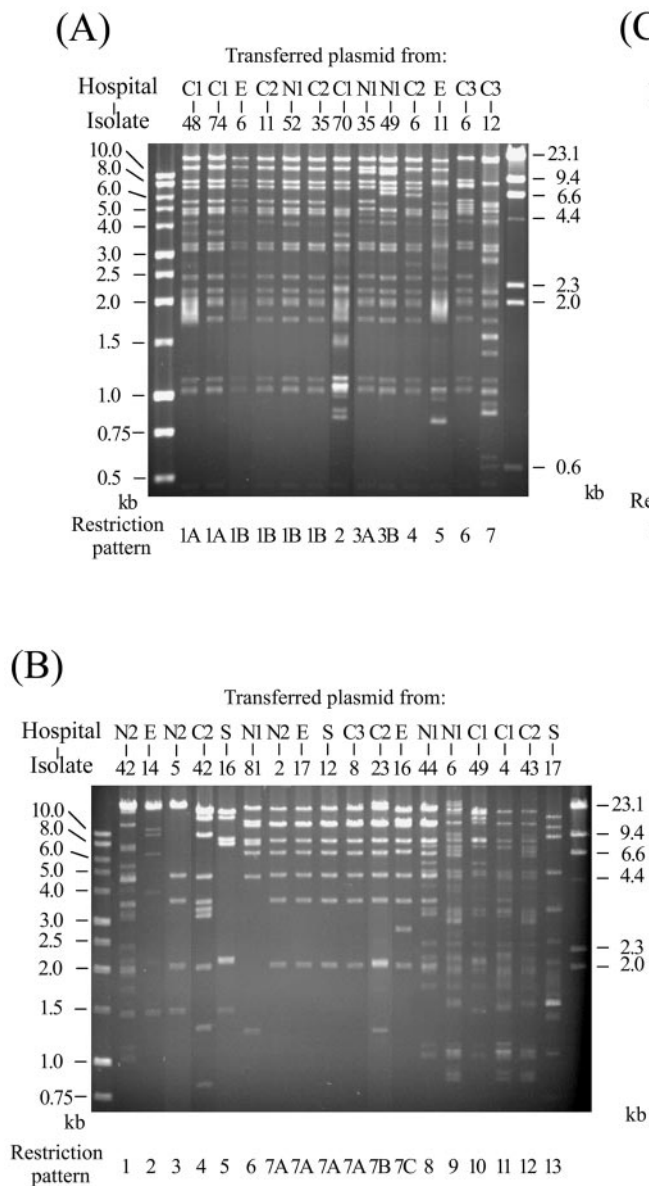 (A)
Transferred plasmid from:
Hospital C1 C1 E C2 N1 C2 C1 N1 N1 C2 E C3 C3
Isolate 48 74 6 11 52 35 70 35 49 6 11 6 12
10.0
8.0
6.0
5.0
4.0
3.0
2.5
2.0
1.5
1.0
0.75
0.5
kb
23.1
9.4
6.6
4.4
2.3
2.0
0.6
kb
Restriction
pattern 1A 1A 1B 1B 1B 1B 2 3A 3B 4 5 6 7
(C
Re
(B)
Transferred plasmid from:
Hospital N2 E N2 C2 S N1 N2 E S C3 C2 E N1 N1 C1 C1 C2 S
Isolate 42 14 5 42 16 81 2 17 12 8 23 16 44 6 49 4 43 17
10.0
8.0
6.0
5.0
4.0
3.0
2.5
2.0
1.5
1.0
0.75
kb
23.1
9.4
6.6
4.4
2.3
2.0
kb
Restriction
pattern 1 2 3 4 5 6 7A 7A 7A 7A 7B 7C 8 9 10 11 12 13